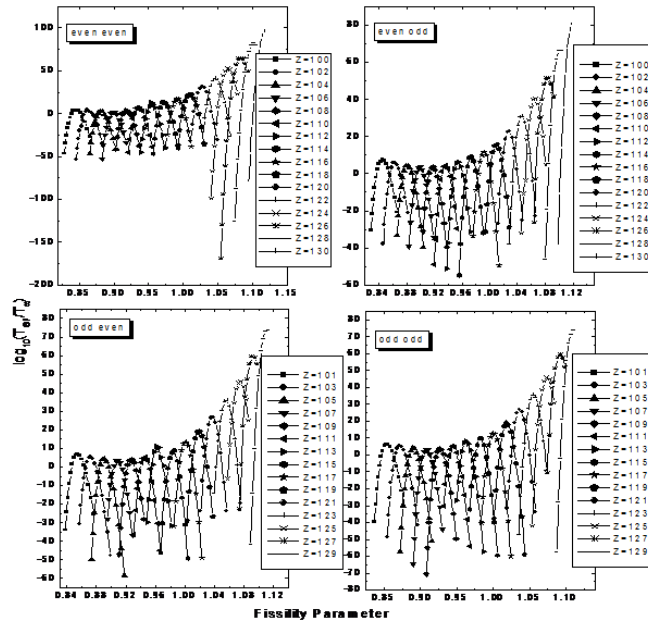 even even
100
50
0
-50
-100
-150
-200
0.85 0.90 0.95 1.00 1.05 1.10 1.15
Z=100
Z=102
Z=104
Z=106
Z=108
Z=110
Z=112
Z=114
Z=116
Z=118
Z=120
Z=122
Z=124
Z=126
Z=128
Z=130
even odd
80
60
40
20
0
-20
-40
-60
0.84 0.88 0.92 0.96 1.00 1.04 1.08 1.12
Z=100
Z=102
Z=104
Z=106
Z=108
Z=110
Z=112
Z=114
Z=116
Z=118
Z=120
Z=122
Z=124
Z=126
Z=128
Z=130
odd even
80
70
60
50
40
30
20
10
0
-10
-20
-30
-40
-50
-60
0.84 0.88 0.92 0.96 1.00 1.04 1.08 1.12
Z=101
Z=103
Z=105
Z=107
Z=109
Z=111
Z=113
Z=115
Z=117
Z=119
Z=121
Z=123
Z=125
Z=127
Z=129
odd odd
80
70
60
50
40
30
20
10
0
-10
-20
-30
-40
-50
-60
-70
-80
0.85 0.90 0.95 1.00 1.05 1.10
Z=101
Z=103
Z=105
Z=107
Z=109
Z=111
Z=113
Z=115
Z=117
Z=119
Z=121
Z=123
Z=125
Z=127
Z=129
Fissility Parameter